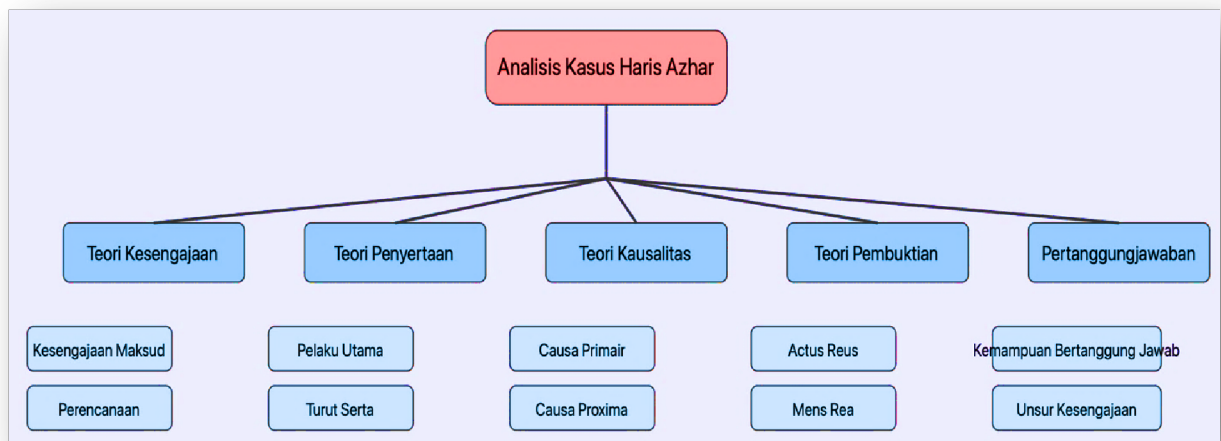 Analisis Kasus Haris Azhar
Teori Kesengajaan
Teori Penyertaan
Teori Kausalitas
Teori Pembuktian
Pertanggungjawaban
Kesengajaan Maksud
Pelaku Utama
Causa Primair
Actus Reus
Kemampuan Bertanggung Jawab
Perencanaan
Turut Serta
Causa Proxima
Mens Rea
Unsur Kesengajaan